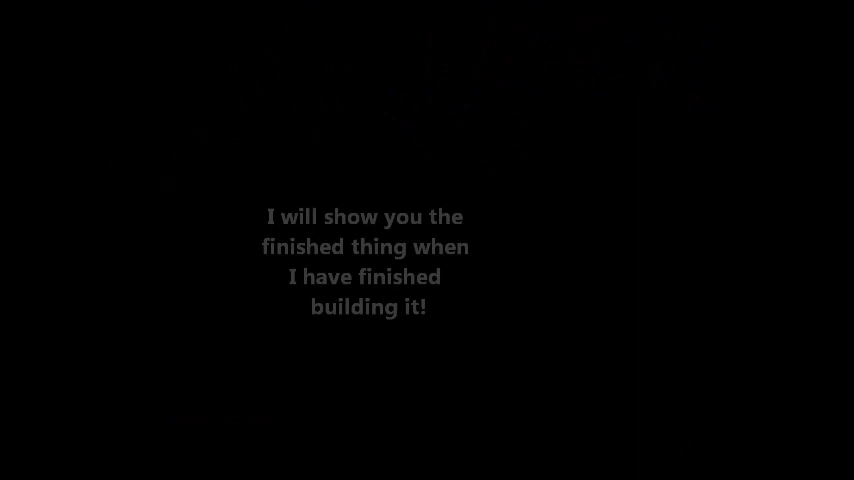 I will show you the
finished thing when
I have finished
building it!